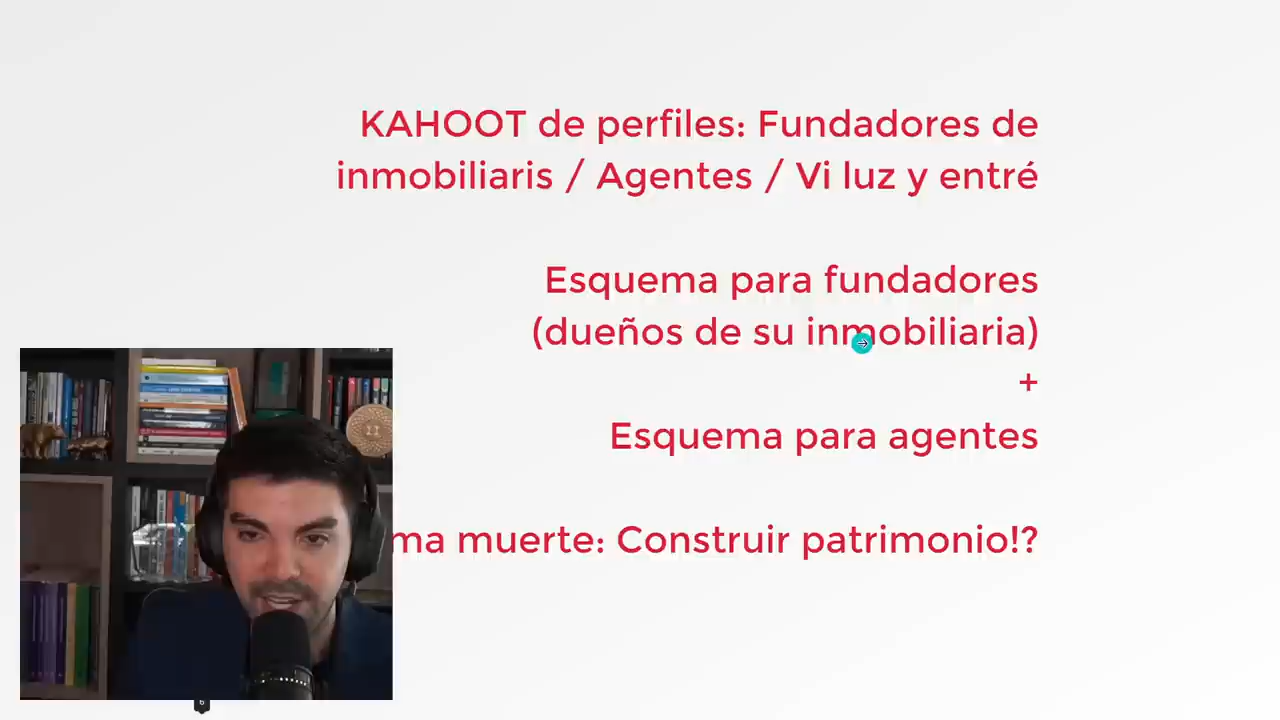 KAHOOT de perfiles: Fundadores de
inmobiliaris / Agentes / Vi luz y entré
Esquema para fundadores
(dueños de su inmobiliaria)
+
Esquema para agentes
muerte: Construir patrimonio!?